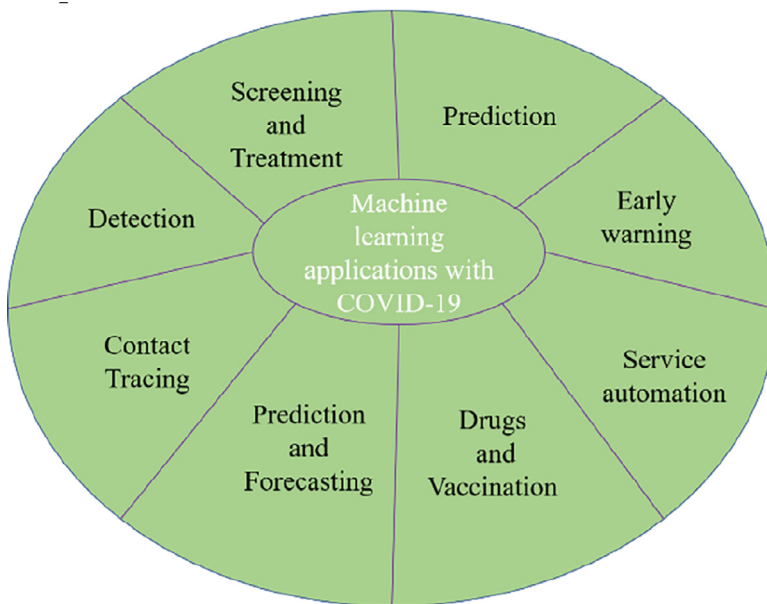 Screening
and
Treatment
Prediction
Early
warning
Service
automation
Drugs
and
Vaccination
Prediction
and
Forecasting
Contact
Tracing
Detection
Machine
learning
applications with
COVID-19